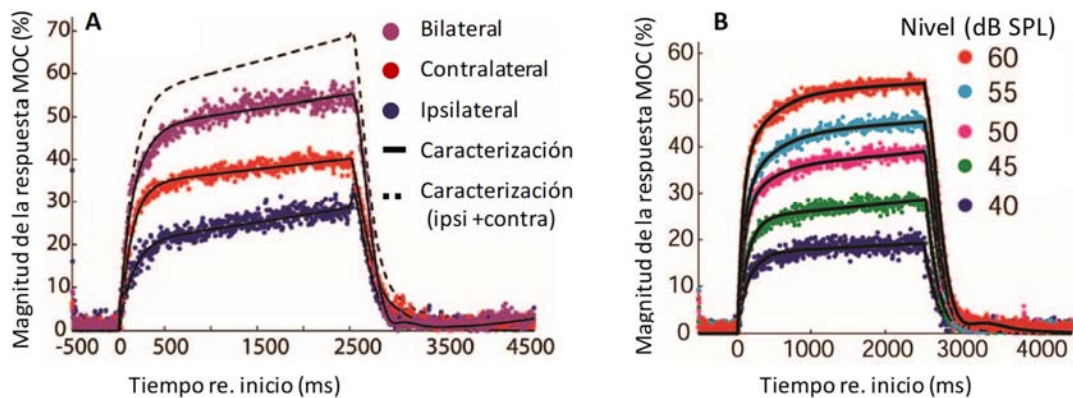 A
Magnitud de la respuesta MOC (%)
70
60
50
40
30
20
10
0
-500 0 500 1500 2500 3500 4500
Tiempo re. inicio (ms)
Bilateral
Contralateral
Ipsilateral
Caracterización
Caracterización
(ipsi +contra)
B
Magnitud de la respuesta MOC (%)
60
50
40
30
20
10
0
0 1000 2000 3000 4000
Tiempo re. inicio (ms)
Nivel (dB SPL)
60
55
50
45
40